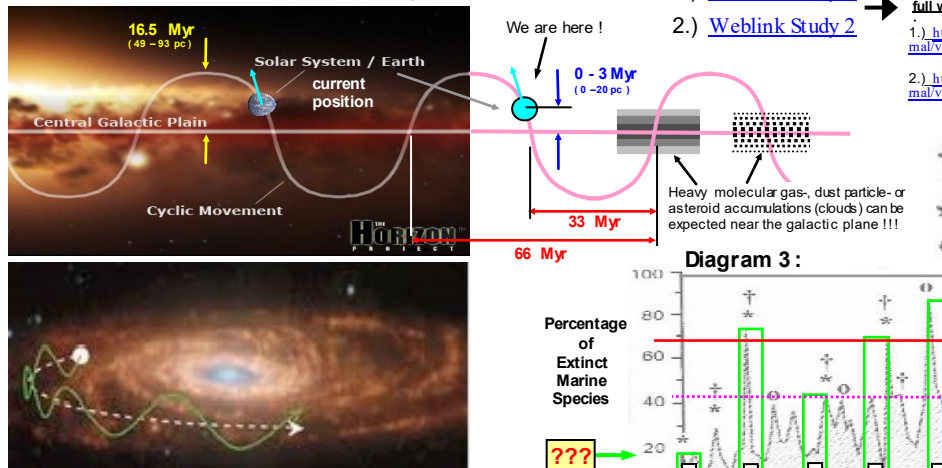 2.) Weblink Study 2
full v
1.) ht
mal/v
2.) ht
mal/v
16.5 Myr
( 49 – 93 pc )
Solar System / Earth
current
position
Central Galactic Plain
Cyclic Movement
THE
HORIZON
PROJECT
We are here !
0 - 3 Myr
( 0 –20 pc )
33 Myr
66 Myr
Heavy molecular gas-, dust particle- or
asteroid accumulations (clouds) can be
expected near the galactic plane !!!
Diagram 3 :
Percentage
of
Extinct
Marine
Species
100
80
60
40
20
???